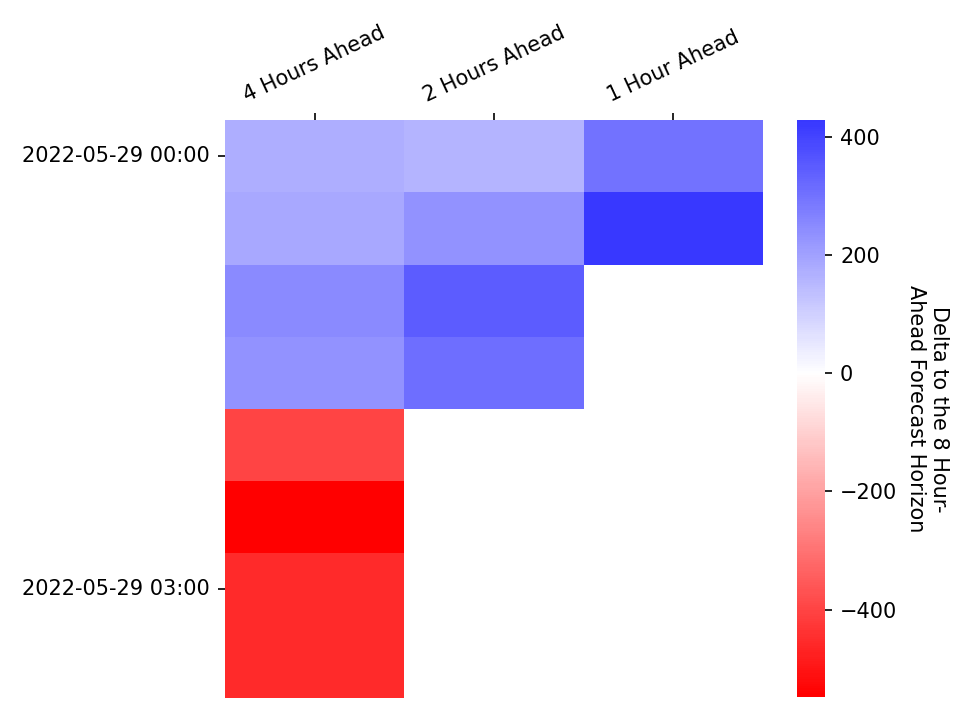 4 Hours Ahead
2 Hours Ahead
1 Hour Ahead
2022-05-29 00:00
2022-05-29 03:00
400
200
0
−200
−400
Delta to the 8 Hour-
Ahead Forecast Horizon